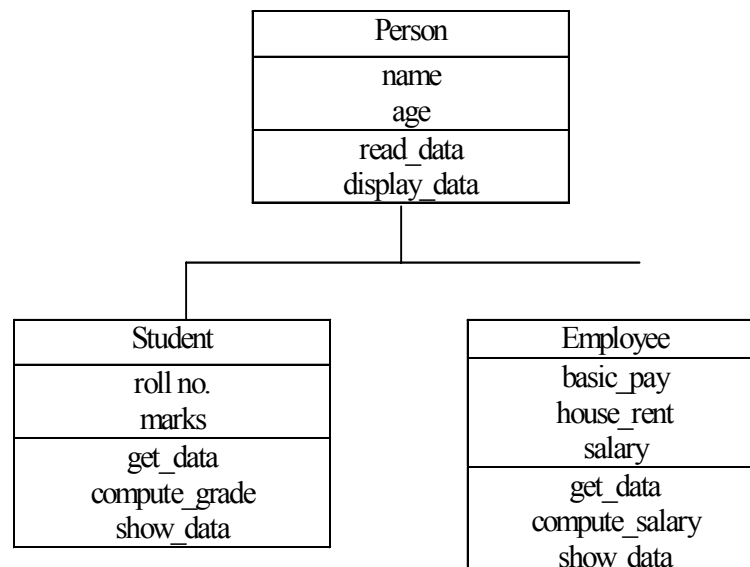 Person
name
age
read_data
display_data
Student
roll no.
marks
get_data
compute_grade
show_data
Employee
basic_pay
house_rent
salary
get_data
compute_salary
show_data